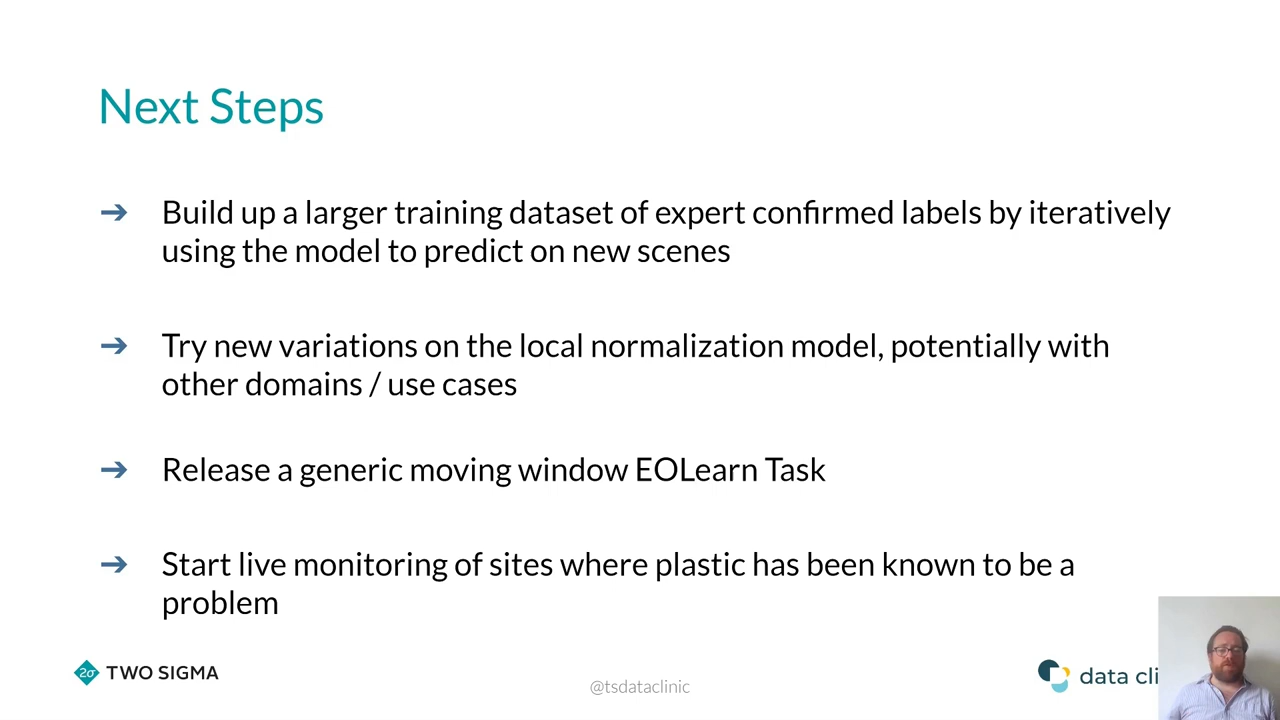 Next Steps
➔ Build up a larger training dataset of expert confirmed labels by iteratively
using the model to predict on new scenes
➔ Try new variations on the local normalization model, potentially with
other domains / use cases
➔ Release a generic moving window EOLearn Task
➔ Start live monitoring of sites where plastic has been known to be a
problem
2σ TWO SIGMA
@tsdataclinic
data cli